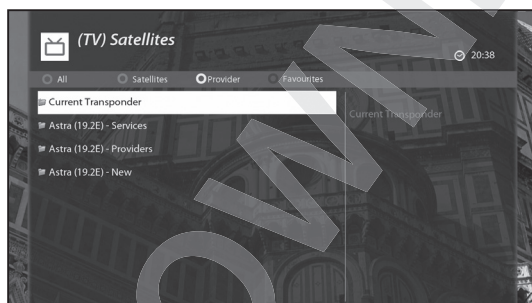 (TV) Satellites
20:38
All Satellites Provider Favourites
Current Transponder
Current Transponder
Astra (19.2E) - Services
Astra (19.2E) - Providers
Astra (19.2E) - New